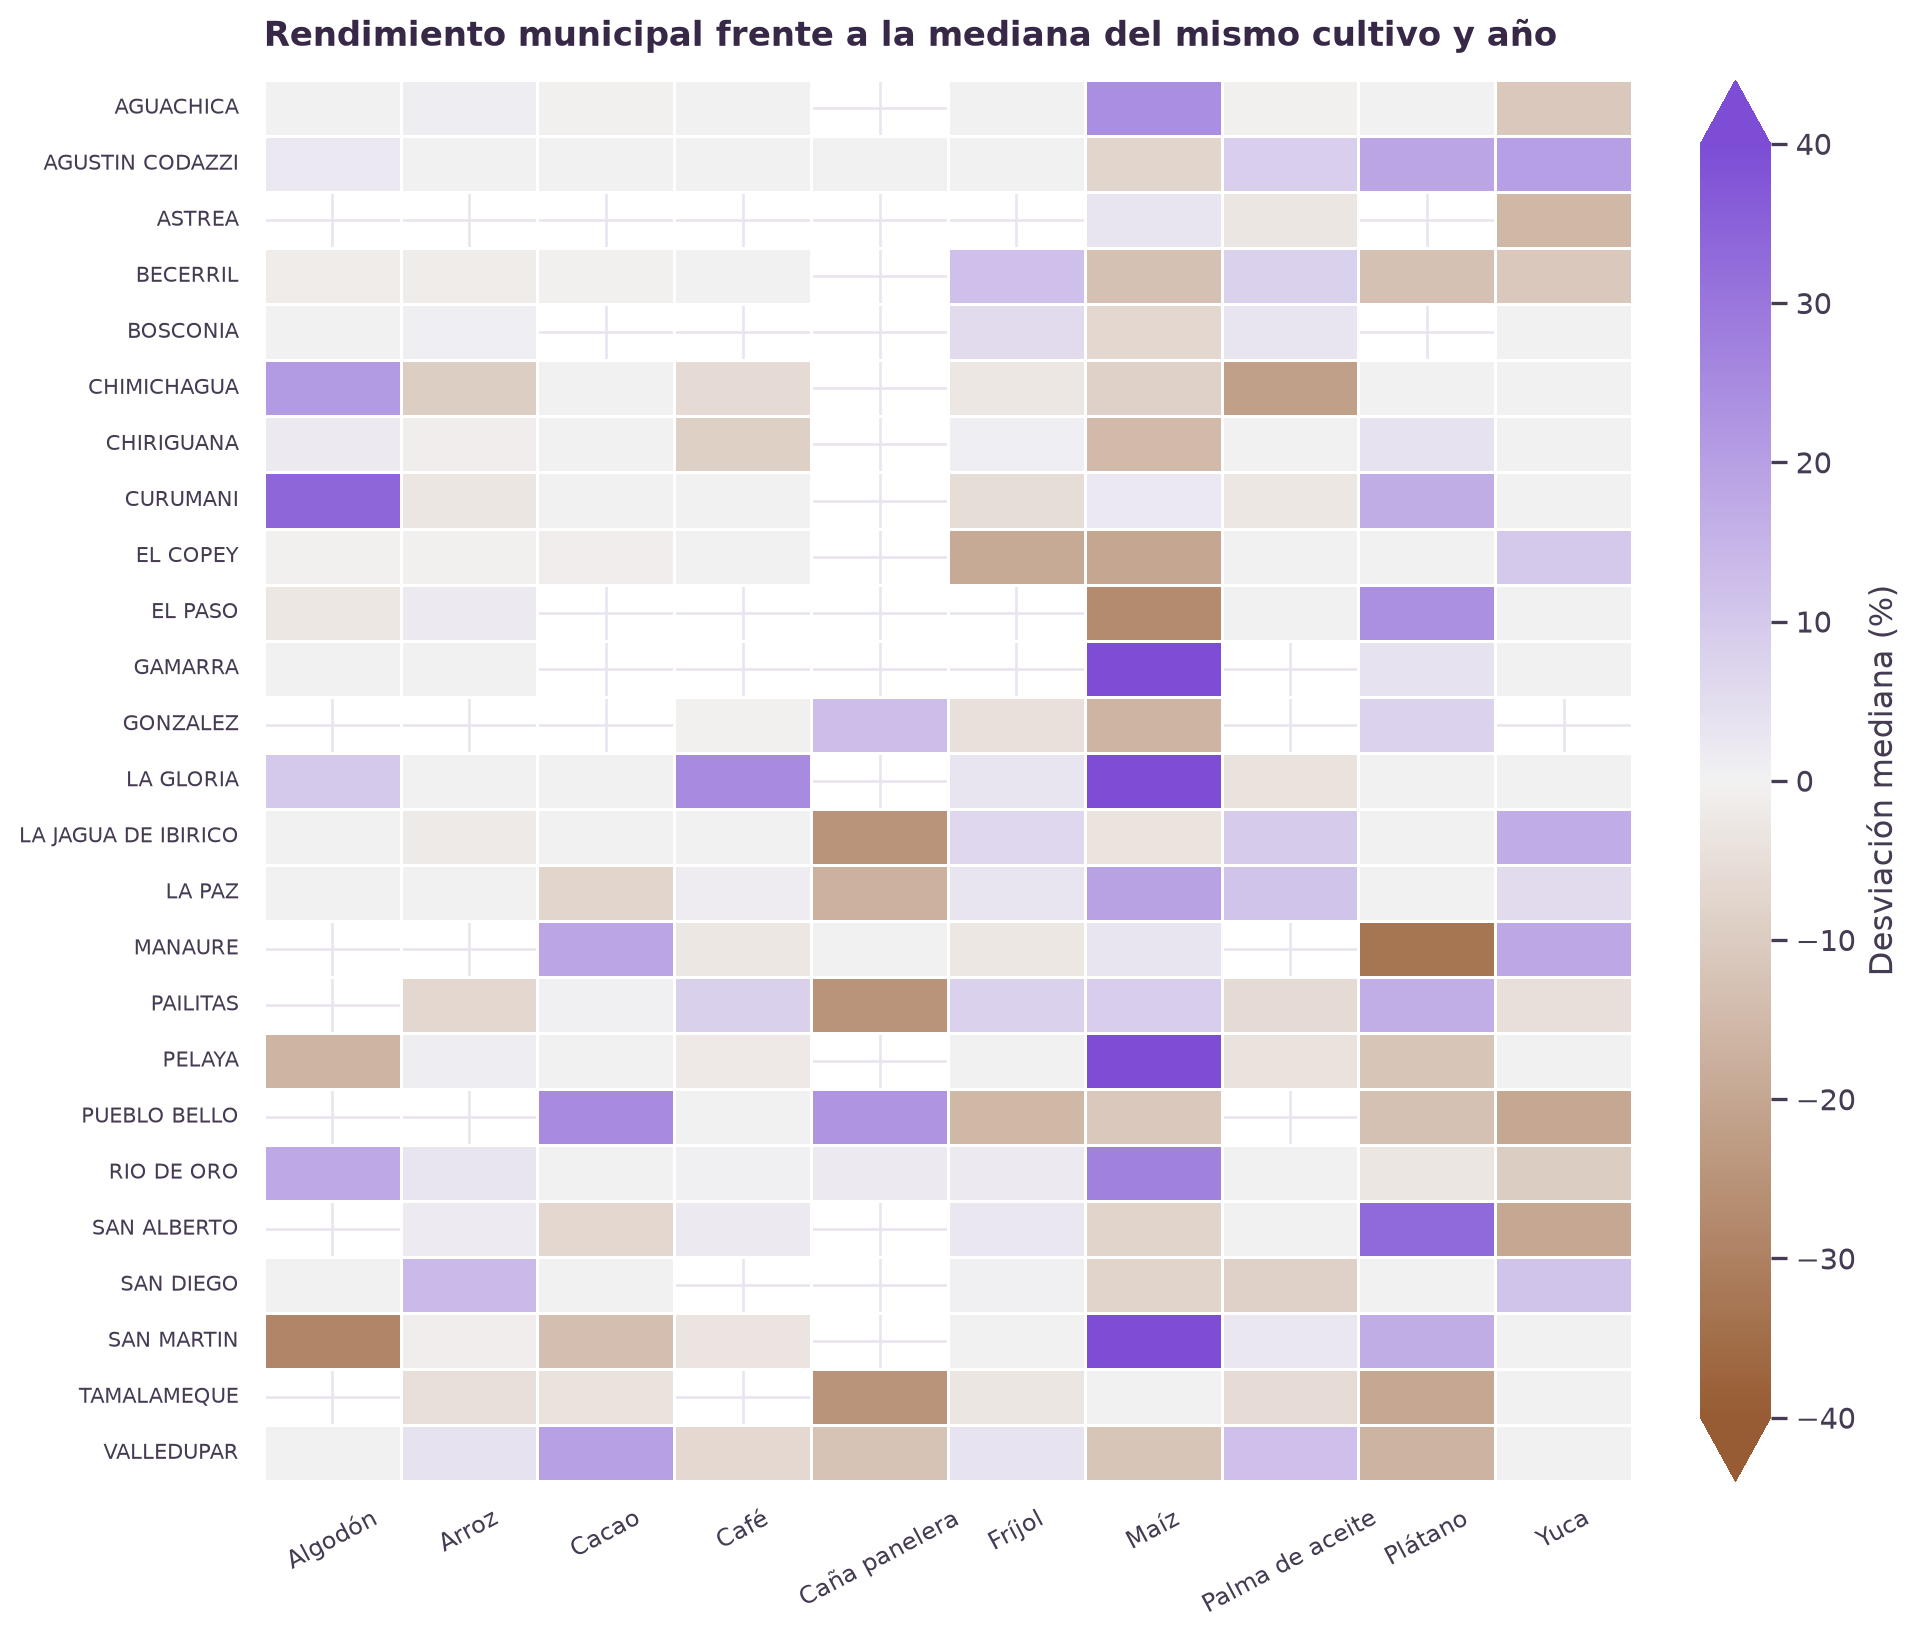 Rendimiento municipal frente a la mediana del mismo cultivo y año
AGUACHICA
AGUSTIN CODAZZI
ASTREA
BECERRIL
BOSCONIA
CHIMICHAGUA
CHIRIGUANA
CURUMANI
EL COPEY
EL PASO
GAMARRA
GONZALEZ
LA GLORIA
LA JAGUA DE IBIRICO
LA PAZ
MANAURE
PAILITAS
PELAYA
PUEBLO BELLO
RIO DE ORO
SAN ALBERTO
SAN DIEGO
SAN MARTIN
TAMALAMEQUE
VALLEDUPAR
Algodón
Arroz
Cacao
Café
Caña panelera
Fríjol
Maíz
Palma de aceite
Plátano
Yuca
40
30
20
10
0
−10
−20
−30
−40
Desviación mediana (%)